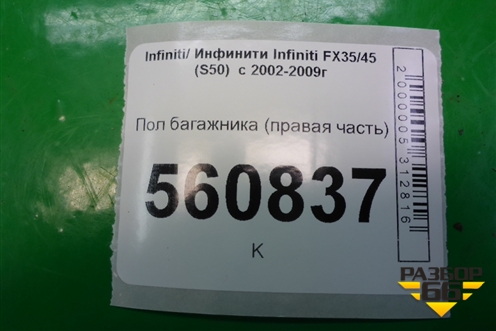 Infiniti/ Инфинити Infiniti FX35/45
(S50) с 2002-2009г
Пол багажника (правая часть)
560837
К
2000005312816
РАЗБОР
66